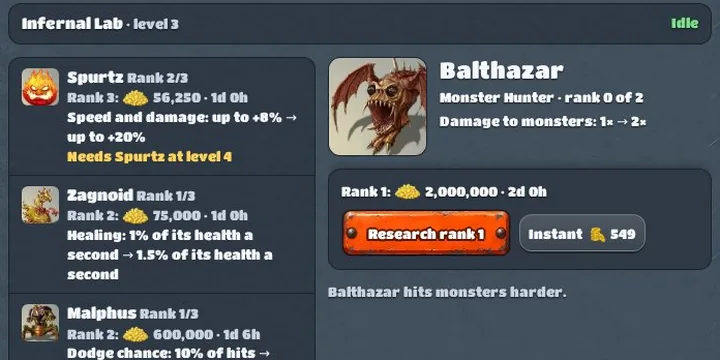 Infernal Lab · level 3
Idle
Spurtz Rank 2/3
Rank 3: 56,250 · 1d 0h
Speed and damage: up to +8% →
up to +20%
Needs Spurtz at level 4
Zagnoid Rank 1/3
Rank 2: 75,000 · 1d 0h
Healing: 1% of its health a
second → 1.5% of its health a
second
Malphus Rank 1/3
Rank 2: 600,000 · 1d 6h
Dodge chance: 10% of hits →
Balthazar
Monster Hunter · rank 0 of 2
Damage to monsters: 1× → 2×
Rank 1: 2,000,000 · 2d 0h
Research rank 1
Instant 549
Balthazar hits monsters harder.